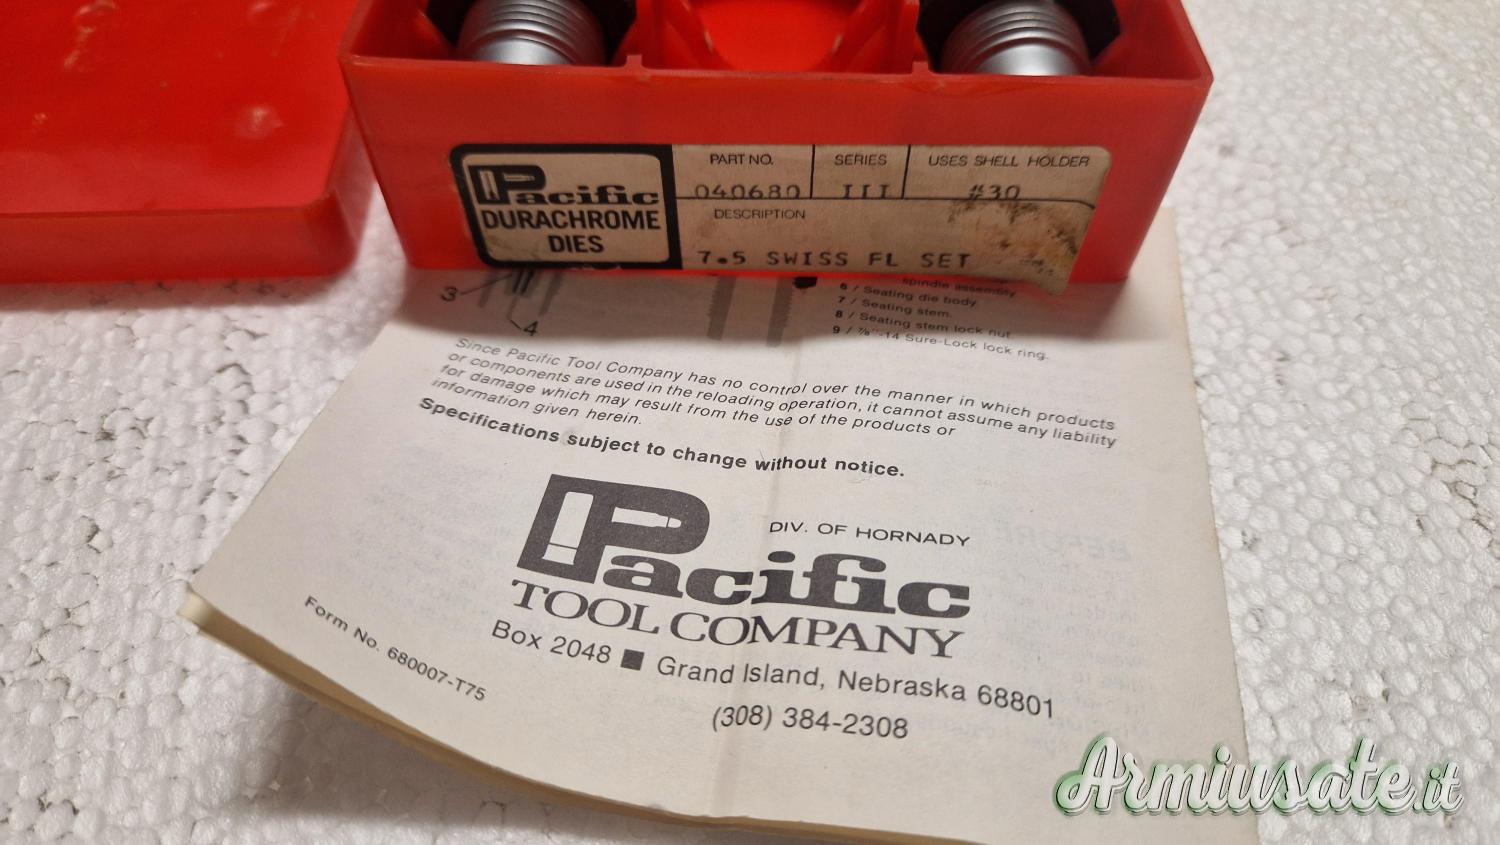 Pacific
DURACHROME
DIES
PART NO.
SERIES
USES SHELL HOLDER
040680
III
#30
DESCRIPTION
7.5 SWISS FL SET
3
4
spindle assembly
6 / Seating die body.
7 / Seating stem.
8 / Seating stem lock nut
9 / ⅞"-14 Sure-Lock lock ring.
Since Pacific Tool Company has no control over the manner in which products
or components are used in the reloading operation, it cannot assume any liability
for damage which may result from the use of the products or
information given herein.
Specifications subject to change without notice.
DIV. OF HORNADY
Pacific
TOOL COMPANY
Box 2048 ■ Grand Island, Nebraska 68801
(308) 384-2308
Form No. 680007-T75
Armiusate.it